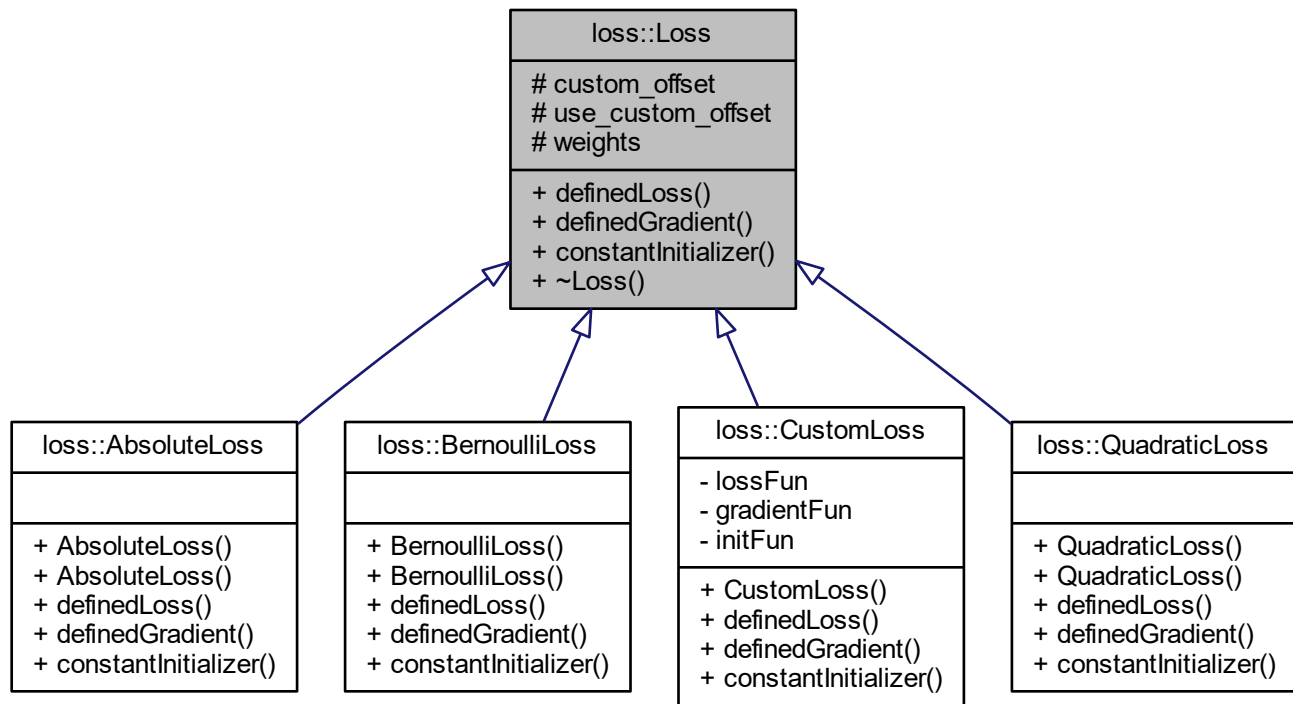 loss::Loss
# custom_offset
# use_custom_offset
# weights
+ definedLoss()
+ definedGradient()
+ constantInitializer()
+ ~Loss()
loss::AbsoluteLoss
+ AbsoluteLoss()
+ AbsoluteLoss()
+ definedLoss()
+ definedGradient()
+ constantInitializer()
loss::BernoulliLoss
+ BernoulliLoss()
+ BernoulliLoss()
+ definedLoss()
+ definedGradient()
+ constantInitializer()
loss::CustomLoss
- lossFun
- gradientFun
- initFun
+ CustomLoss()
+ definedLoss()
+ definedGradient()
+ constantInitializer()
loss::QuadraticLoss
+ QuadraticLoss()
+ QuadraticLoss()
+ definedLoss()
+ definedGradient()
+ constantInitializer()